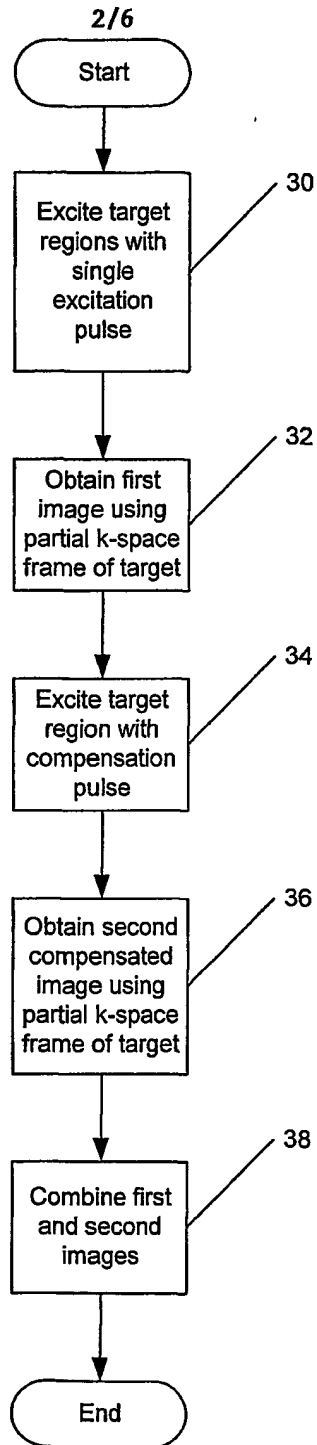 2/6
Start
Excite target
regions with
single
excitation
pulse
30
Obtain first
image using
partial k-space
frame of target
32
Excite target
region with
compensation
pulse
34
Obtain second
compensated
image using
partial k-space
frame of target
36
Combine first
and second
images
38
End